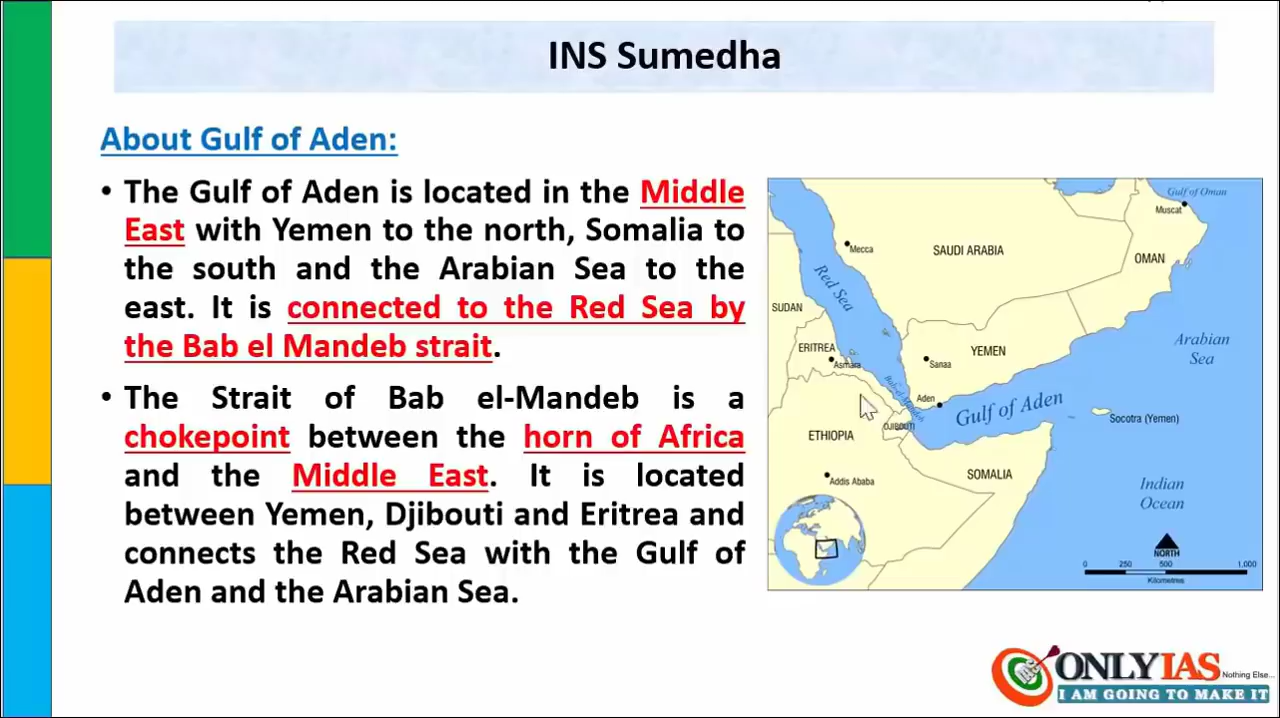 INS Sumedha
About Gulf of Aden:
• The Gulf of Aden is located in the Middle
East with Yemen to the north, Somalia to
the south and the Arabian Sea to the
east. It is connected to the Red Sea by
the Bab el Mandeb strait.
• The Strait of Bab el-Mandeb is a
chokepoint between the horn of Africa
and the Middle East. It is located
between Yemen, Djibouti and Eritrea and
connects the Red Sea with the Gulf of
Aden and the Arabian Sea.
Gulf of Oman
Muscat
Mecca
SAUDI ARABIA
OMAN
Red Sea
SUDAN
Arabian
Sea
ERITREA
Asmara
Sanaa
YEMEN
Bab-el-Mandeb
Aden
Gulf of Aden
Socotra (Yemen)
DJIBOUTI
ETHIOPIA
SOMALIA
Addis Ababa
Indian
Ocean
NORTH
0 250 500 1,000
Kilometres
ONLYIAS
Nothing Else...
I AM GOING TO MAKE IT